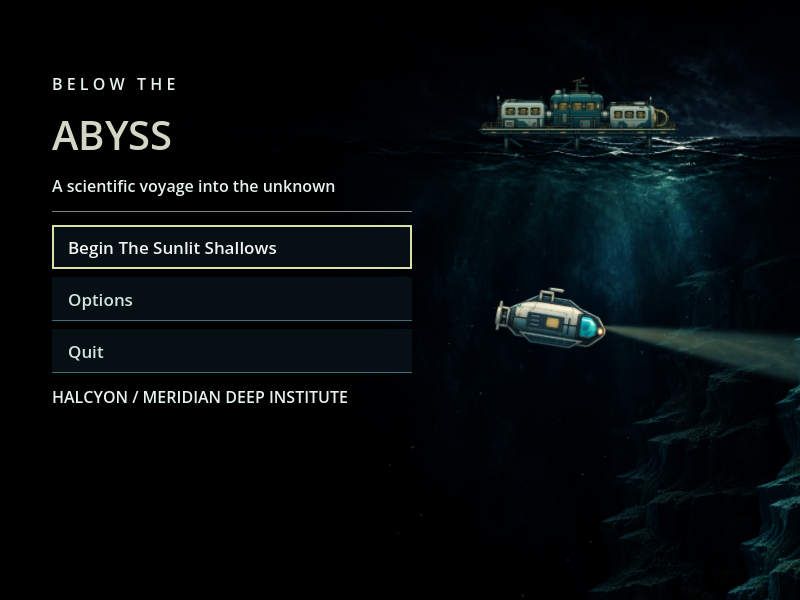 BELOW THE
ABYSS
A scientific voyage into the unknown
Begin The Sunlit Shallows
Options
Quit
HALCYON / MERIDIAN DEEP INSTITUTE